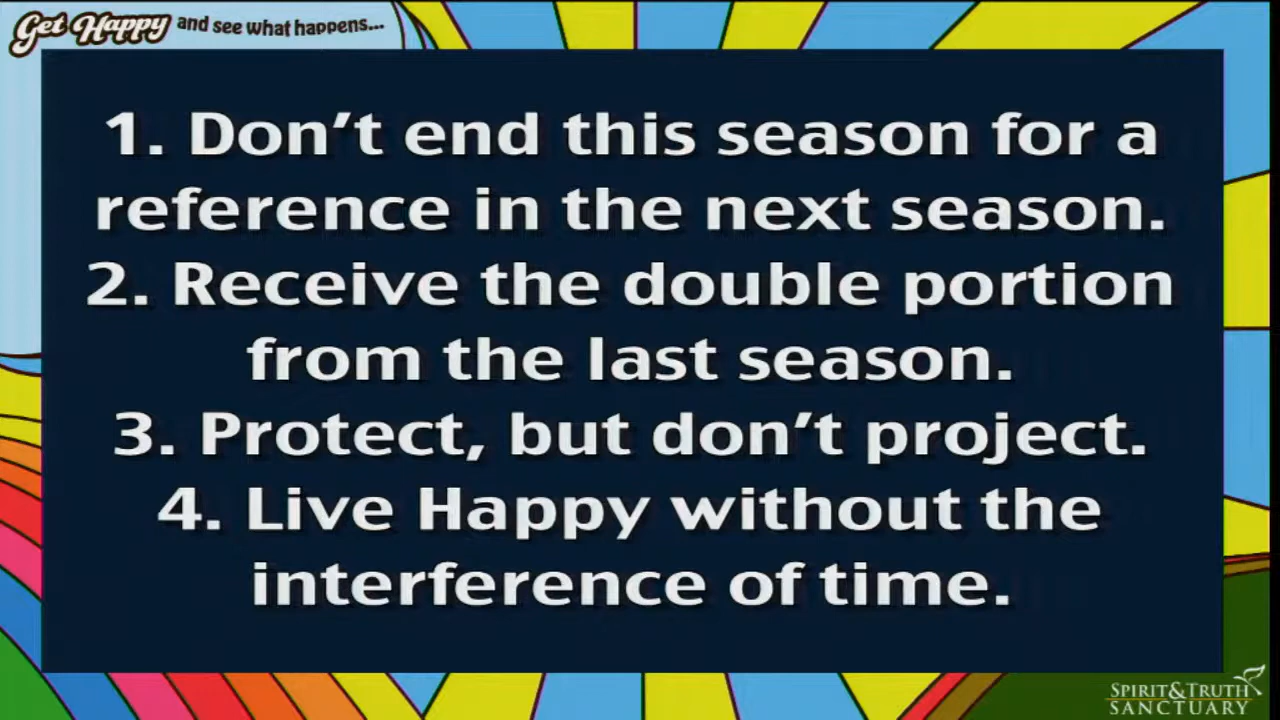 Get Happy and see what happens...
1. Don't end this season for a
reference in the next season.
2. Receive the double portion
from the last season.
3. Protect, but don't project.
4. Live Happy without the
interference of time.
SPIRIT&TRUTH
SANCTUARY